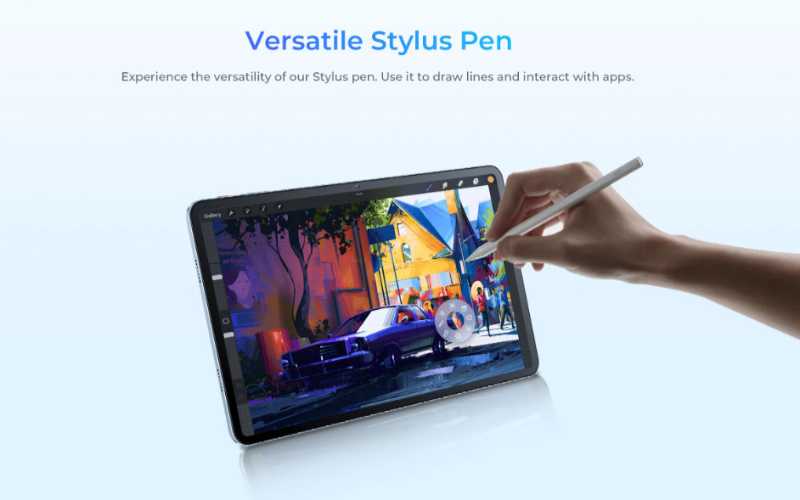 Versatile Stylus Pen
Experience the versatility of our Stylus pen. Use it to draw lines and interact with apps.
Gallery